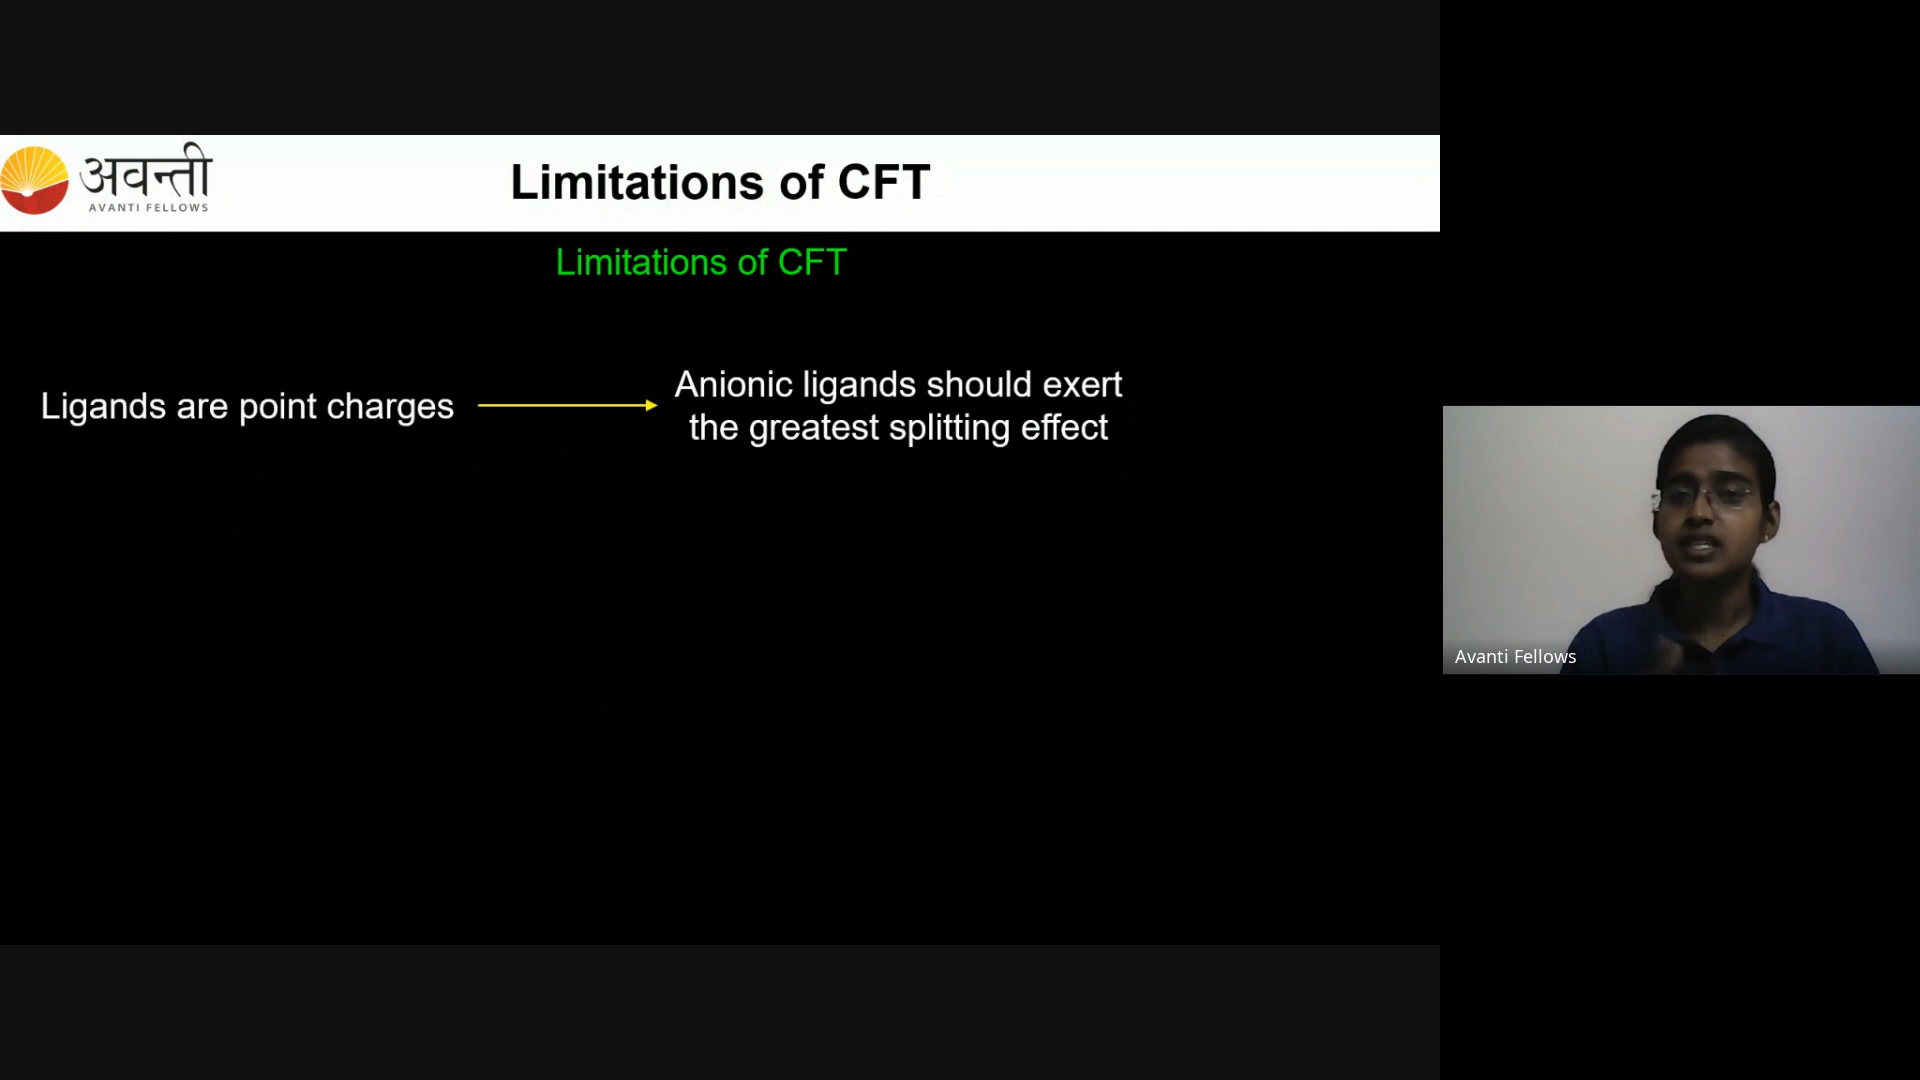 अवन्ती
AVANTI FELLOWS
Limitations of CFT
Limitations of CFT
Ligands are point charges
Anionic ligands should exert
the greatest splitting effect
Avanti Fellows